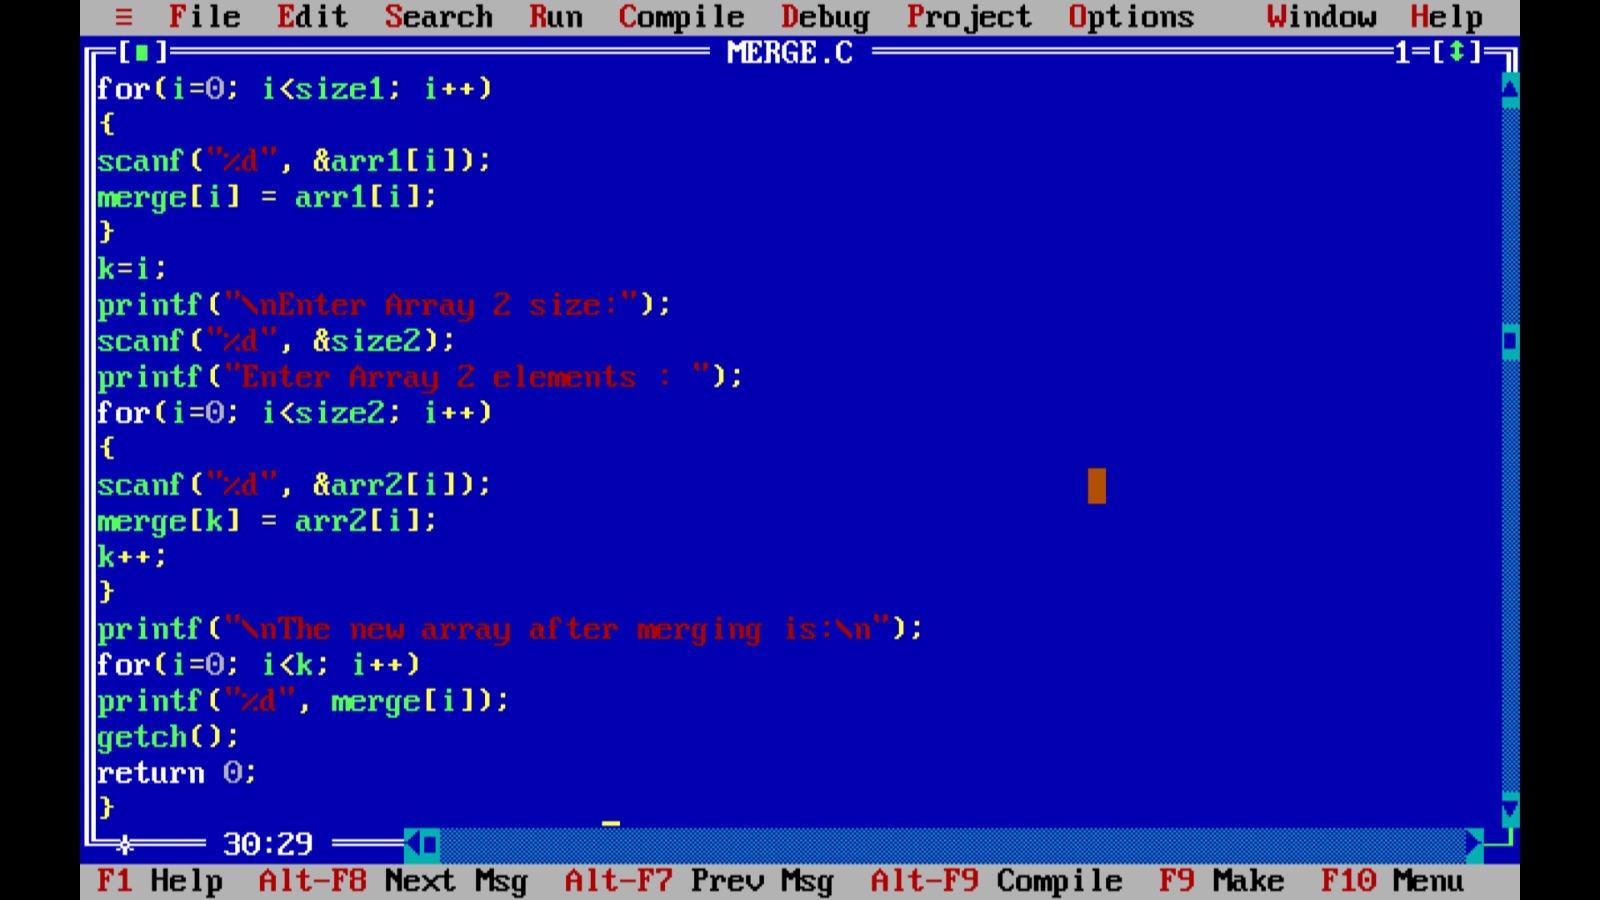 ≡ File Edit Search Run Compile Debug Project Options Window Help
[■] MERGE.C 1=[↕]
for(i=0; i<size1; i++)
{
scanf("%d", &arr1[i]);
merge[i] = arr1[i];
}
k=i;
printf("\nEnter Array 2 size:");
scanf("%d", &size2);
printf("Enter Array 2 elements : ");
for(i=0; i<size2; i++)
{
scanf("%d", &arr2[i]);
merge[k] = arr2[i];
k++;
}
printf("\nThe new array after merging is:\n");
for(i=0; i<k; i++)
printf("%d", merge[i]);
getch();
return 0;
}
30:29
F1 Help Alt-F8 Next Msg Alt-F7 Prev Msg Alt-F9 Compile F9 Make F10 Menu